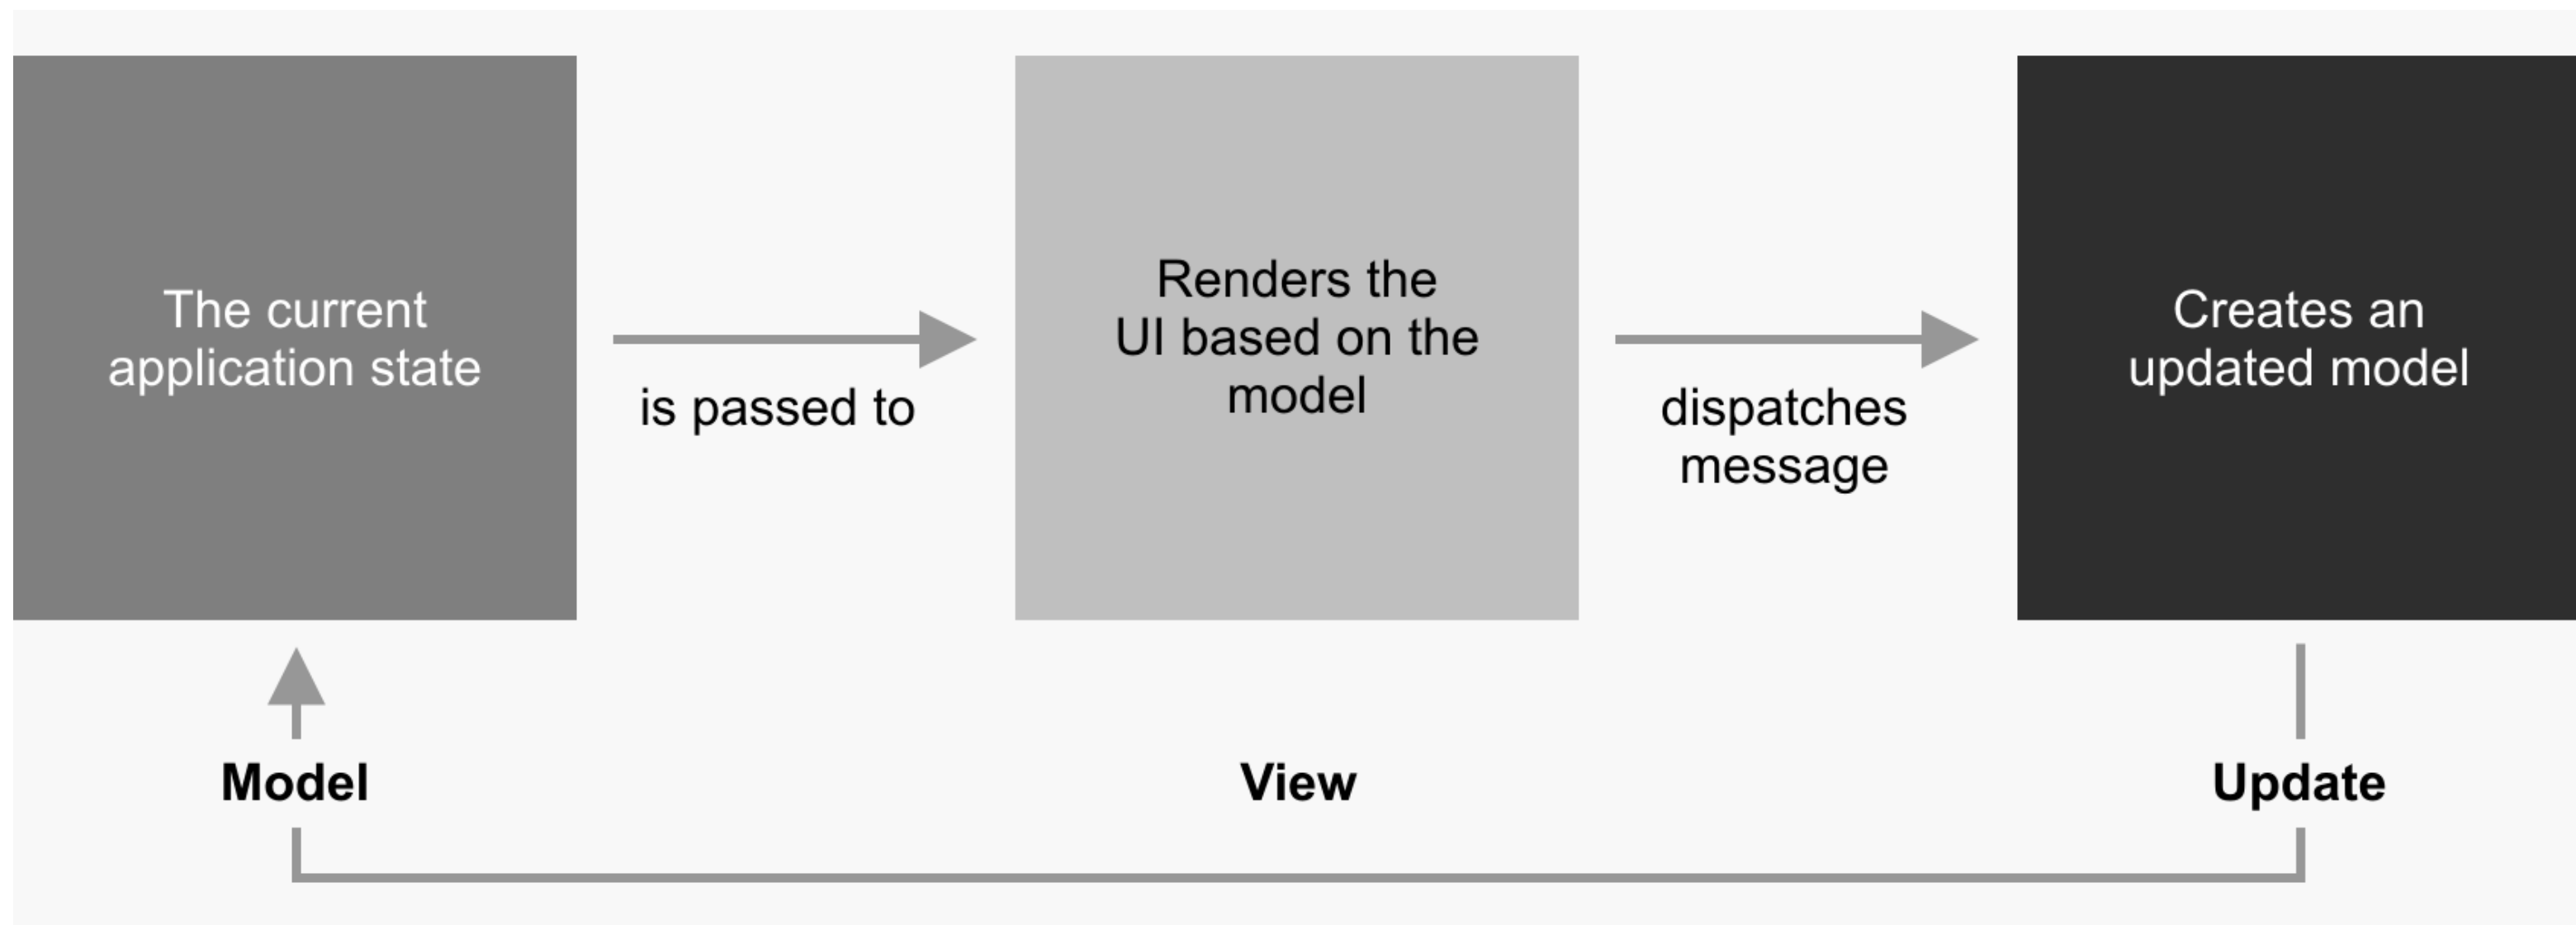 The current
application state
is passed to
Renders the
UI based on the
model
dispatches
message
Creates an
updated model
Model
View
Update